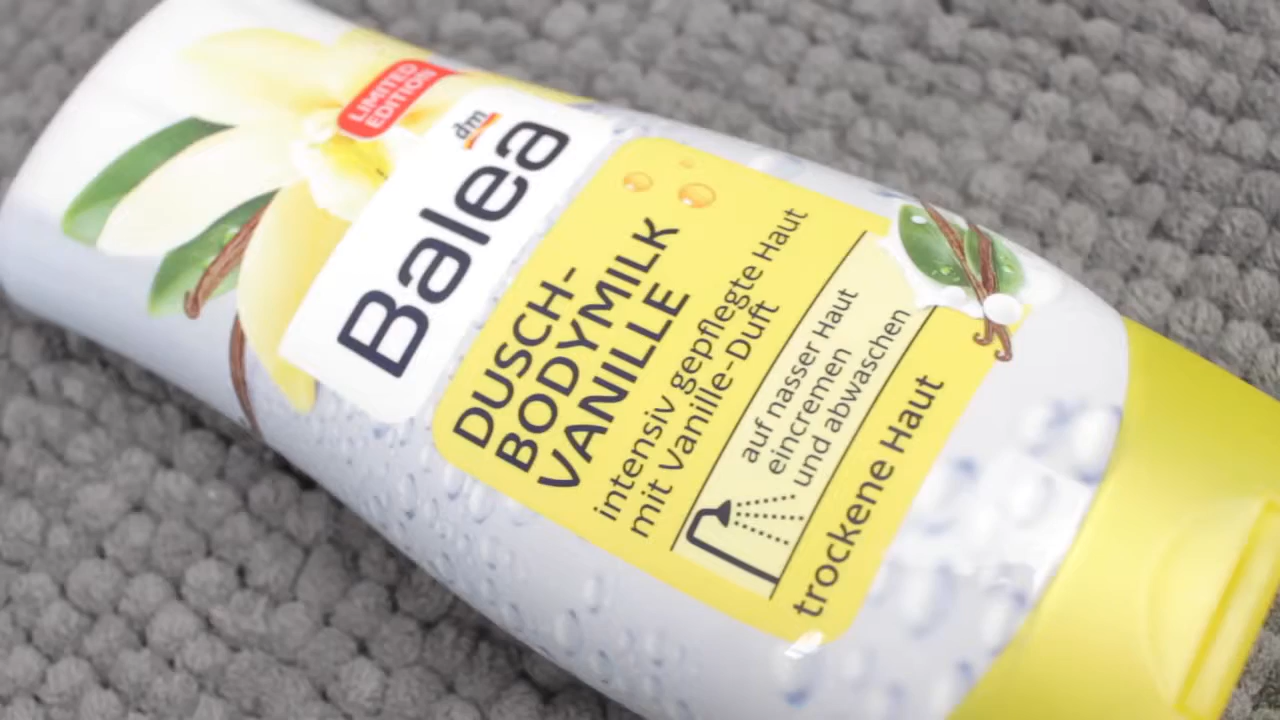 LIMITED
EDITION
dm
Balea
DUSCH-
BODYMILK
VANILLE
intensiv gepflegte Haut
mit Vanille-Duft
auf nasser Haut
eincremen
und abwaschen
trockene Haut